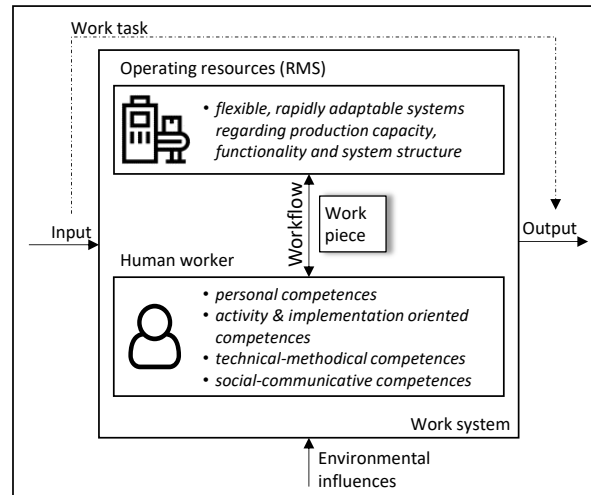 Work task
Operating resources (RMS)
• flexible, rapidly adaptable systems
regarding production capacity,
functionality and system structure
Workflow
Work
piece
Input
Output
Human worker
• personal competences
• activity & implementation oriented
competences
• technical-methodical competences
• social-communicative competences
Work system
Environmental
influences